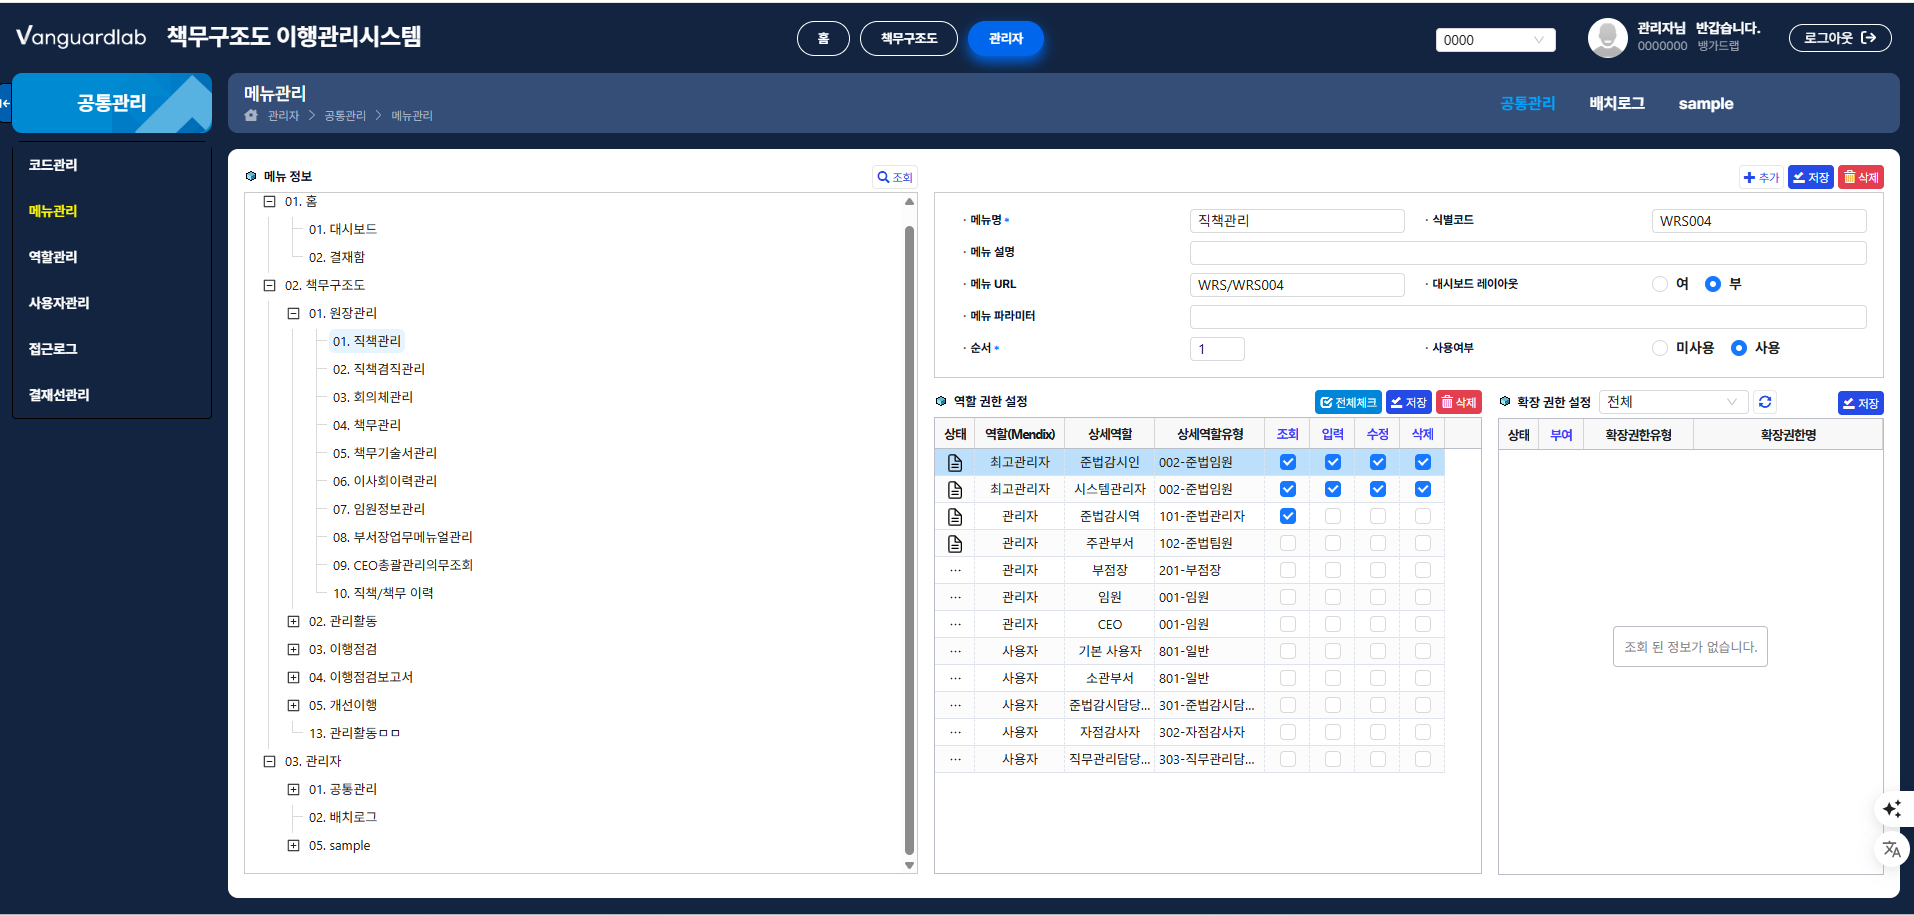 Vanguardlab 책무구조도 이행관리시스템
홈 책무구조도 관리자
0000
관리자님 반갑습니다.
0000000 뱅가드랩
로그아웃
공통관리
코드관리
메뉴관리
역할관리
사용자관리
접근로그
결재선관리
메뉴관리
관리자 > 공통관리 > 메뉴관리
공통관리 배치로그 sample
메뉴 정보 조회
01. 홈
01. 대시보드
02. 결재함
02. 책무구조도
01. 원장관리
01. 직책관리
02. 직책겸직관리
03. 회의체관리
04. 책무관리
05. 책무기술서관리
06. 이사회이력관리
07. 임원정보관리
08. 부서장업무메뉴얼관리
09. CEO총괄관리의무조회
10. 직책/책무 이력
02. 관리활동
03. 이행점검
04. 이행점검보고서
05. 개선이행
13. 관리활동ㅁㅁ
03. 관리자
01. 공통관리
02. 배치로그
05. sample
추가 저장 삭제
· 메뉴명 * 직책관리 · 식별코드 WRS004
· 메뉴 설명
· 메뉴 URL WRS/WRS004 · 대시보드 레이아웃 여 부
· 메뉴 파라미터
· 순서 * 1 · 사용여부 미사용 사용
역할 권한 설정 전체체크 저장 삭제
상태 역할(Mendix) 상세역할 상세역할유형 조회 입력 수정 삭제
최고관리자 준법감시인 002-준법임원
최고관리자 시스템관리자 002-준법임원
관리자 준법감시역 101-준법관리자
관리자 주관부서 102-준법팀원
... 관리자 부점장 201-부점장
... 관리자 임원 001-임원
... 관리자 CEO 001-임원
... 사용자 기본 사용자 801-일반
... 사용자 소관부서 801-일반
... 사용자 준법감시담당... 301-준법감시담...
... 사용자 자점감사자 302-자점감사자
... 사용자 직무관리담당... 303-직무관리담...
확장 권한 설정 전체 저장
상태 부여 확장권한유형 확장권한명
조회 된 정보가 없습니다.